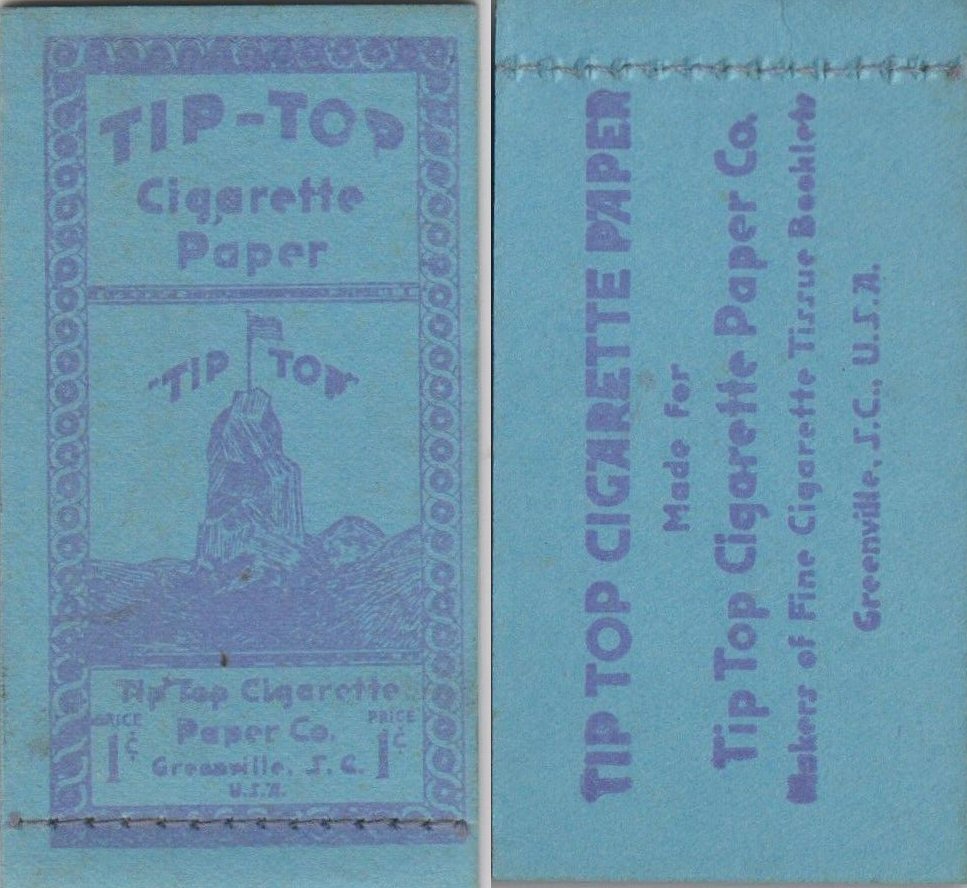 TIP-TOP
Cigarette
Paper
"TIP TOP"
Tip Top Cigarette
Paper Co.
PRICE 1¢
PRICE 1¢
Greenville, S. C.
U.S.A.
TIP TOP CIGARETTE PAPER
Made for
Tip Top Cigarette Paper Co.
Makers of Fine Cigarette Tissue Booklets
Greenville, S.C., U.S.A.